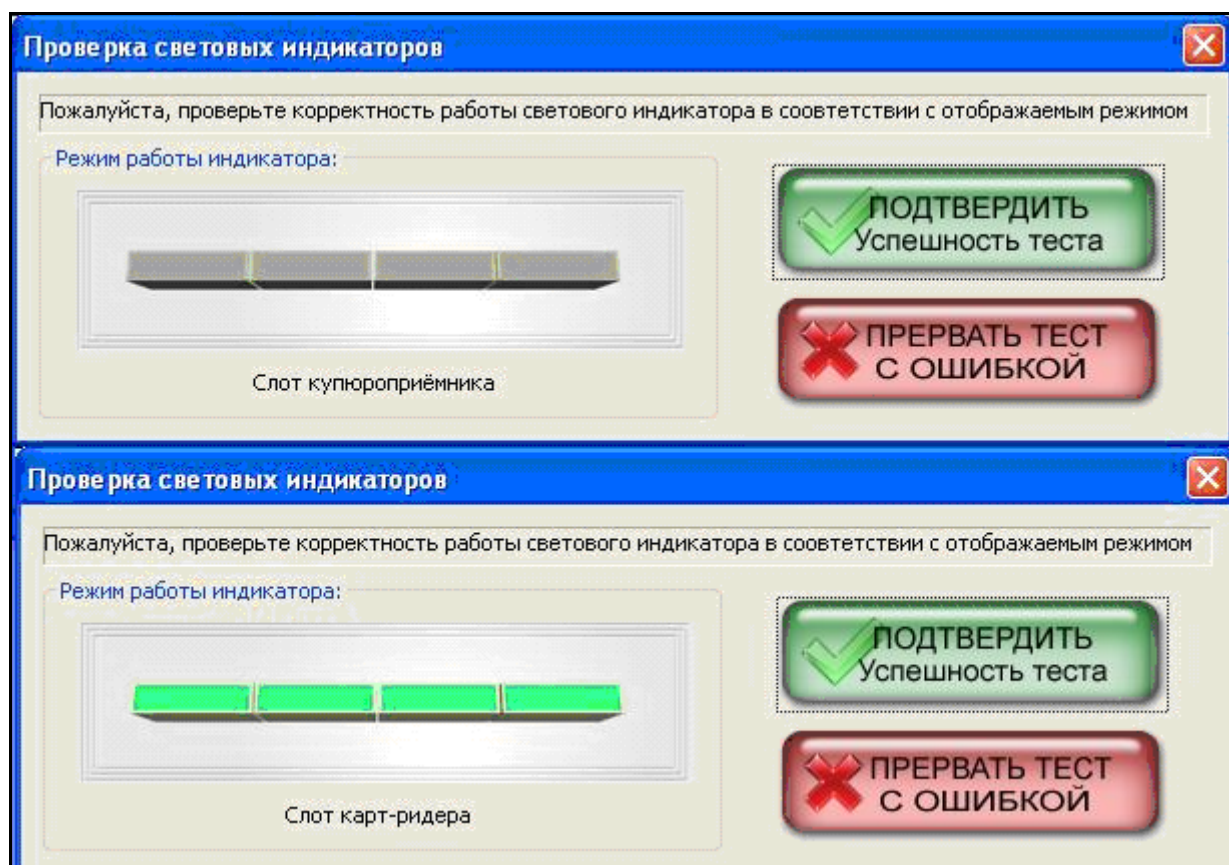 Проверка световых индикаторов
Пожалуйста, проверьте корректность работы светового индикатора в соовтетствии с отображаемым режимом
Режим работы индикатора:
Слот купюроприёмника
ПОДТВЕРДИТЬ
Успешность теста
ПРЕРВАТЬ ТЕСТ
С ОШИБКОЙ
Проверка световых индикаторов
Пожалуйста, проверьте корректность работы светового индикатора в соовтетствии с отображаемым режимом
Режим работы индикатора:
Слот карт-ридера
ПОДТВЕРДИТЬ
Успешность теста
ПРЕРВАТЬ ТЕСТ
С ОШИБКОЙ